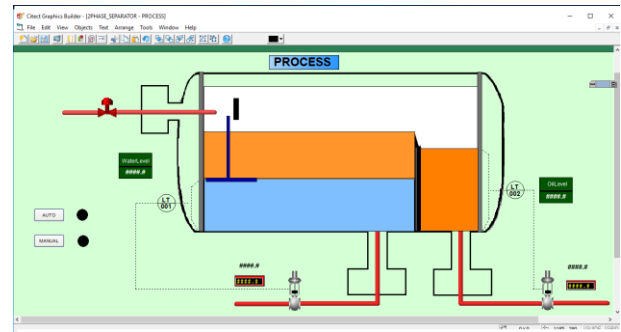 Citect Graphics Builder - [2PHASE_SEPARATOR - PROCESS]
File Edit View Objects Text Arrange Tools Window Help
PROCESS
WaterLevel
####.#
LT
001
LT
002
OilLevel
####.#
AUTO
MANUAL
####.#
####.#
####.#
####.#